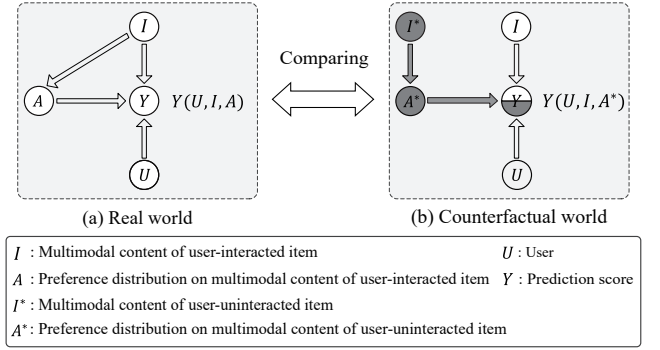 I
I*
I
Comparing
A
Y
Y(U, I, A)
A*
Y
Y(U, I, A*)
U
U
(a) Real world
(b) Counterfactual world
I : Multimodal content of user-interacted item
U : User
A : Preference distribution on multimodal content of user-interacted item
Y : Prediction score
I* : Multimodal content of user-uninteracted item
A* : Preference distribution on multimodal content of user-uninteracted item